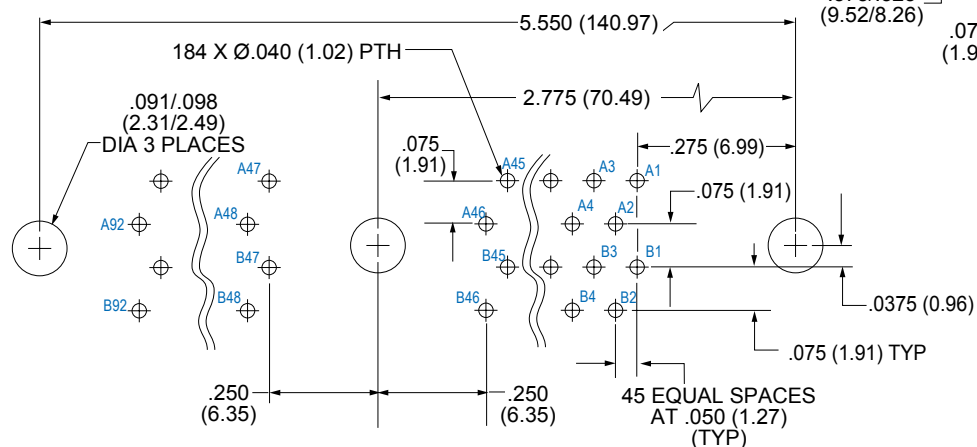 5.550 (140.97)
(9.52/8.26)
.07
(1.9
184 X Ø.040 (1.02) PTH
2.775 (70.49)
.091/.098
(2.31/2.49)
DIA 3 PLACES
.075
(1.91)
.275 (6.99)
A47
A45
A3
A1
.075 (1.91)
A92
A48
A46
A4
A2
B47
B45
B3
B1
B92
B48
B46
B4
B2
.0375 (0.96)
.075 (1.91) TYP
.250
(6.35)
.250
(6.35)
45 EQUAL SPACES
AT .050 (1.27)
(TYP)